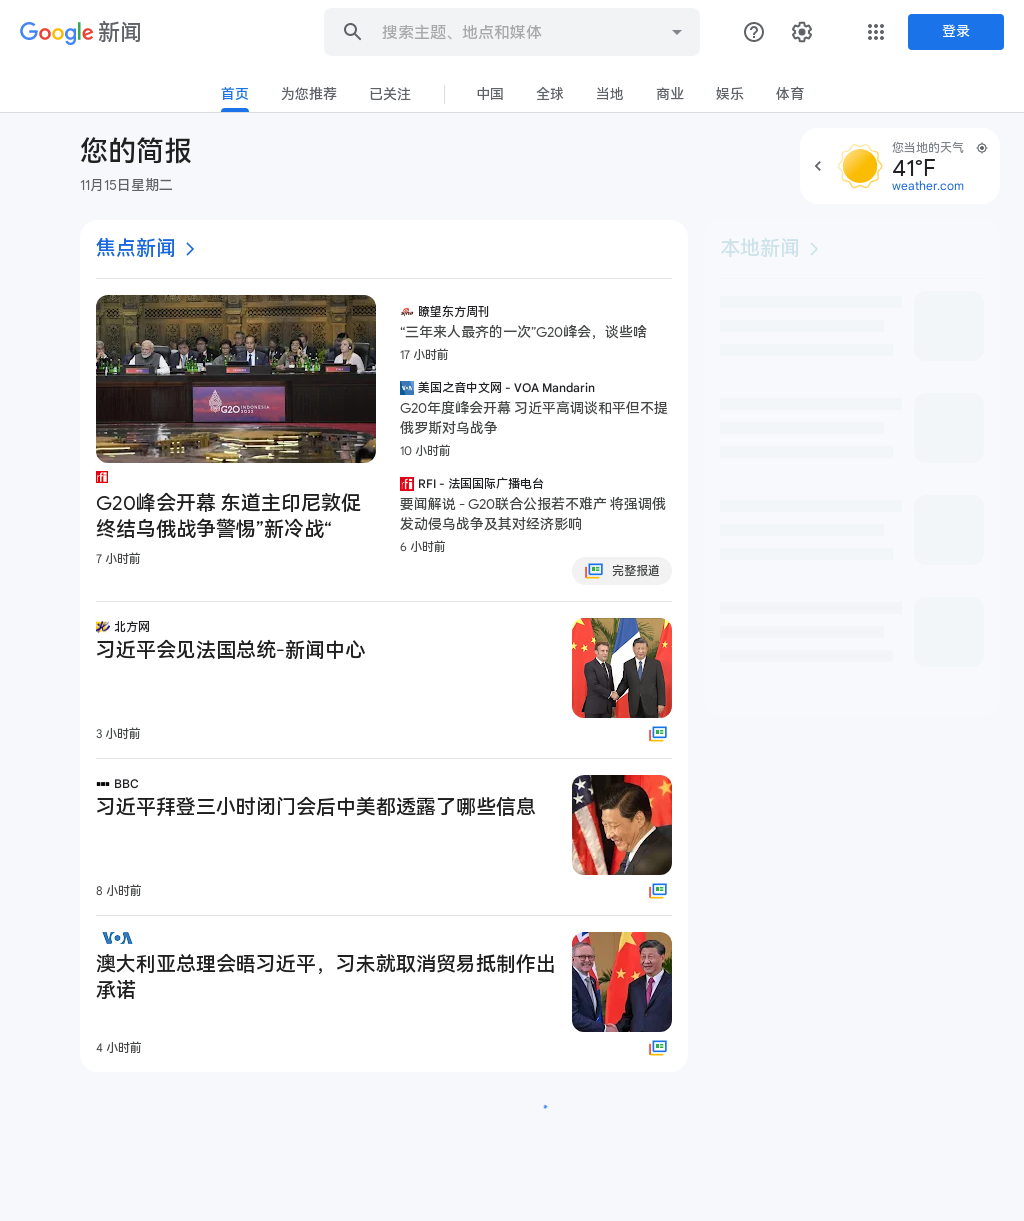 Google 新闻
搜索主题、地点和媒体
登录
首页 为您推荐 已关注 中国 全球 当地 商业 娱乐 体育
您的简报
11月15日星期二
您当地的天气
41°F
weather.com
焦点新闻
本地新闻
G20 INDONESIA 2022
G20峰会开幕 东道主印尼敦促
终结乌俄战争警惕”新冷战“
7 小时前
瞭望东方周刊
“三年来人最齐的一次”G20峰会，谈些啥
17 小时前
VOA 美国之音中文网 - VOA Mandarin
G20年度峰会开幕 习近平高调谈和平但不提
俄罗斯对乌战争
10 小时前
RFI - 法国国际广播电台
要闻解说 - G20联合公报若不难产 将强调俄
发动侵乌战争及其对经济影响
6 小时前
完整报道
北方网
习近平会见法国总统-新闻中心
3 小时前
BBC
习近平拜登三小时闭门会后中美都透露了哪些信息
8 小时前
VOA
澳大利亚总理会晤习近平，习未就取消贸易抵制作出
承诺
4 小时前